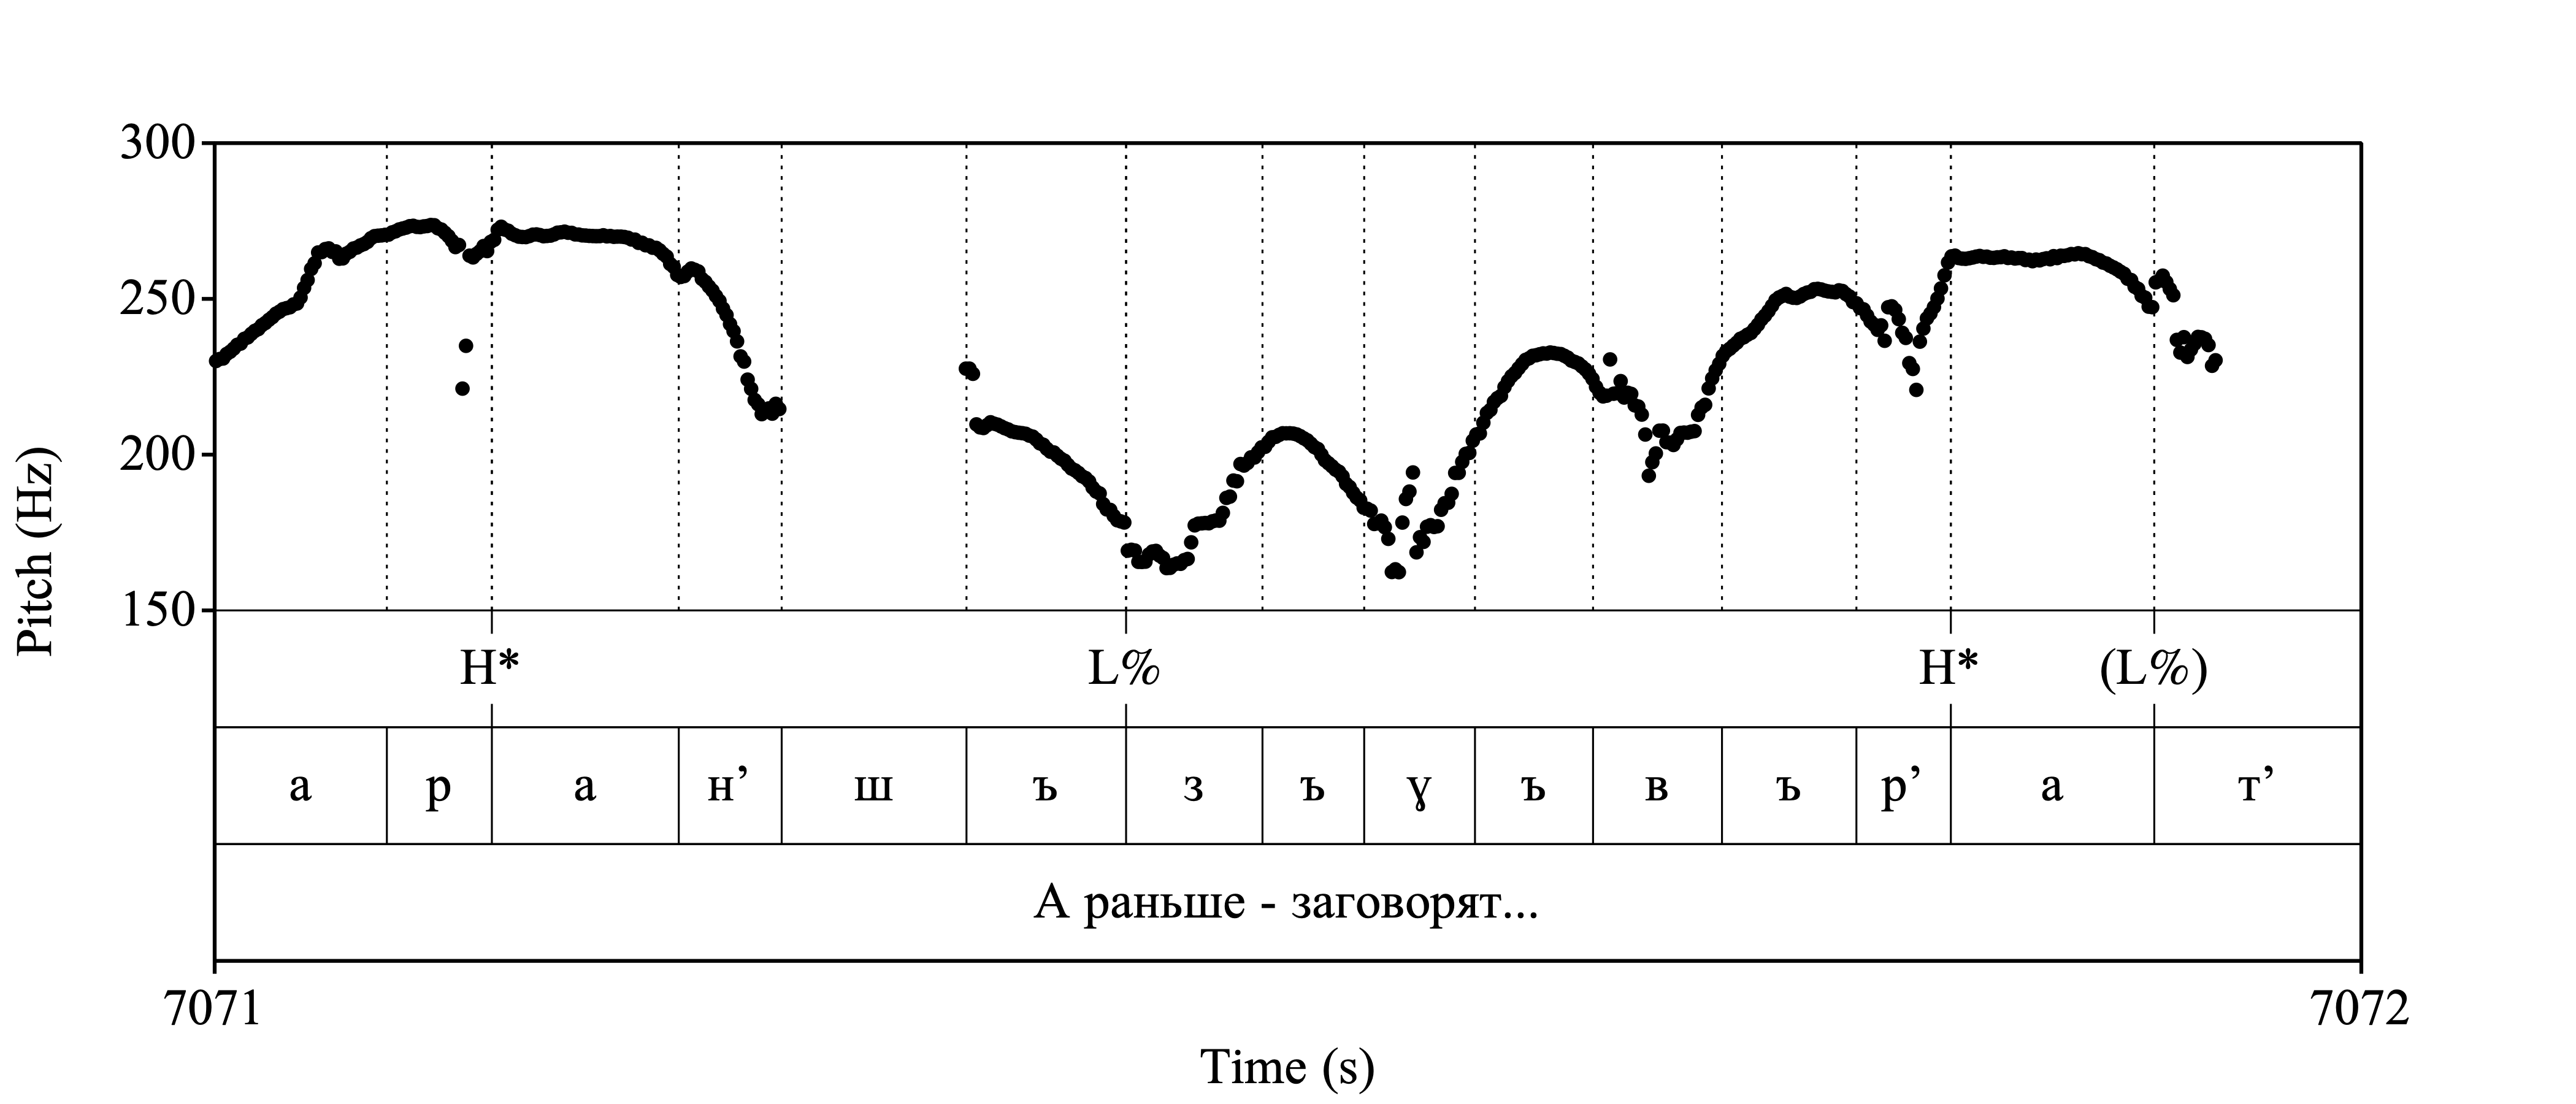 300
250
200
150
Pitch (Hz)
H* L% H* (L%)
а р а н’ ш ъ з ъ ɣ ъ в ъ р’ а т’
А раньше - заговорят...
7071 7072
Time (s)